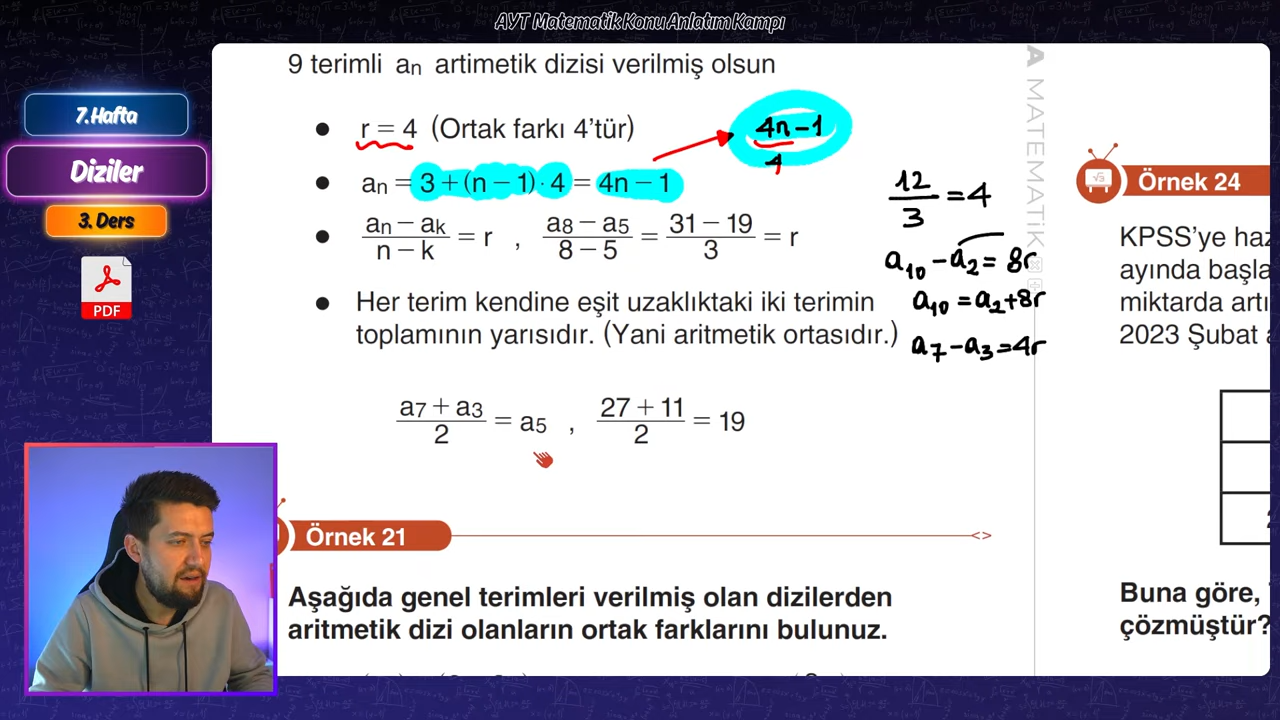 AYT Matematik Konu Anlatım Kampı
7. Hafta
Diziler
3. Ders
PDF
9 terimli an artimetik dizisi verilmiş olsun
• r = 4 (Ortak farkı 4'tür)
4n - 1
4
• an = 3 + (n - 1) · 4 = 4n - 1
• an - ak / n - k = r , a8 - a5 / 8 - 5 = 31 - 19 / 3 = r
12 / 3 = 4
a10 - a2 = 8r
a10 = a2 + 8r
a7 - a3 = 4r
• Her terim kendine eşit uzaklıktaki iki terimin
toplamının yarısıdır. (Yani aritmetik ortasıdır.)
a7 + a3 / 2 = a5 , 27 + 11 / 2 = 19
Örnek 21
<>
Aşağıda genel terimleri verilmiş olan dizilerden
aritmetik dizi olanların ortak farklarını bulunuz.
A MATEMATİK
Örnek 24
KPSS'ye haz
ayında başla
miktarda artı
2023 Şubat
Buna göre,
çözmüştür?